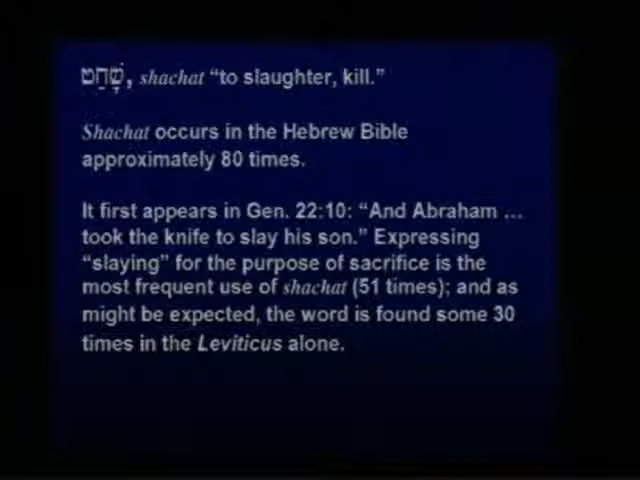 שָׁחַט, shachat “to slaughter, kill.”
Shachat occurs in the Hebrew Bible
approximately 80 times.
It first appears in Gen. 22:10: “And Abraham ...
took the knife to slay his son.” Expressing
“slaying” for the purpose of sacrifice is the
most frequent use of shachat (51 times); and as
might be expected, the word is found some 30
times in the Leviticus alone.